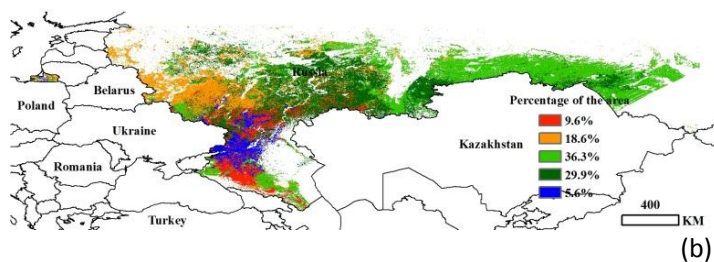 Russia
Belarus
Poland
Percentage of the area
9.6%
Ukraine
18.6%
Kazakhstan
36.3%
Romania
29.9%
5.6%
400
Turkey
KM
(b)